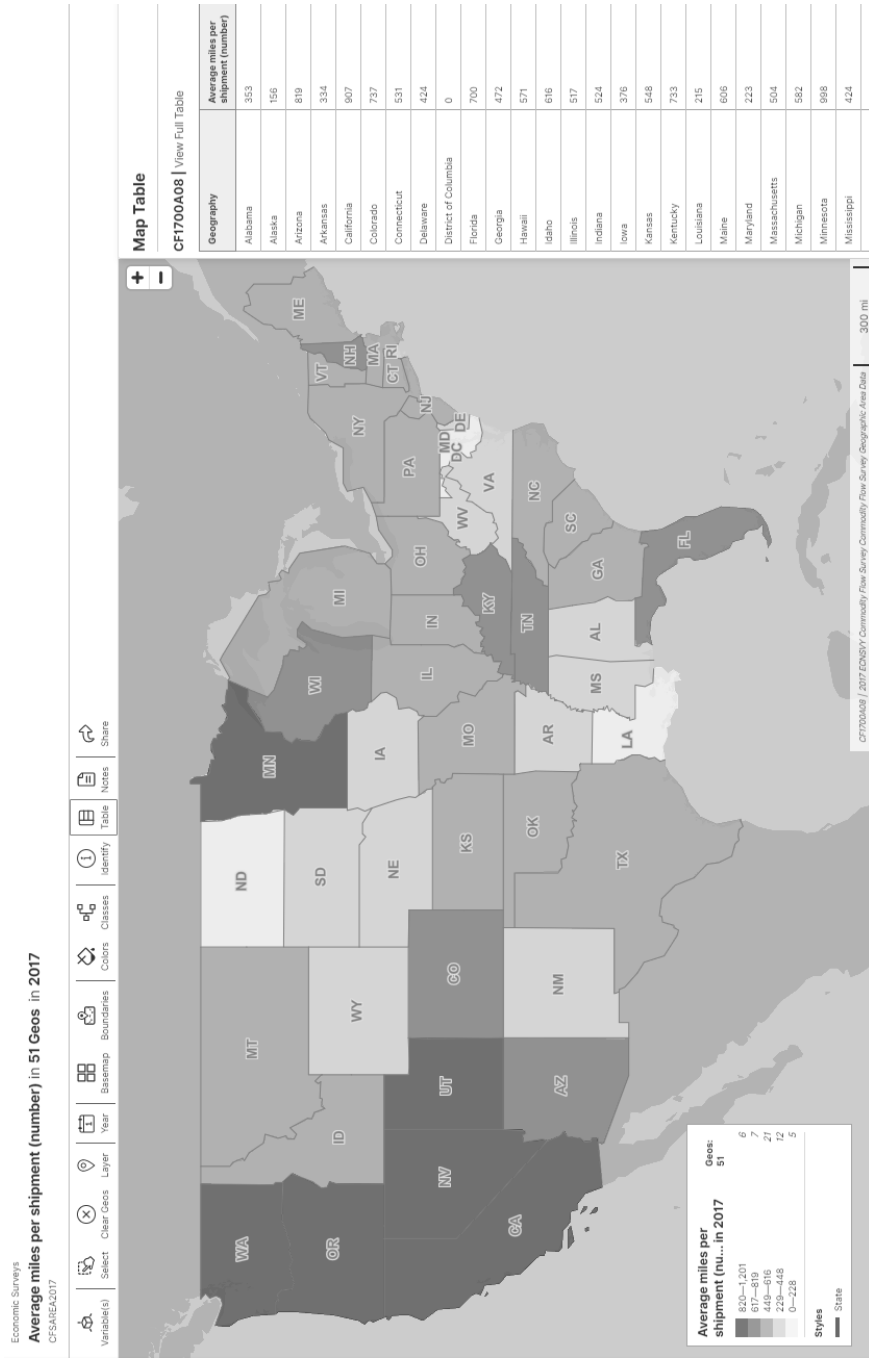 Economic Surveys
Average miles per shipment (number) in 51 Geos in 2017
CFSAREA2017
Variable(s)
Select
Clear Geos
Layer
Year
Basemap
Boundaries
Colors
Classes
Identify
Table
Notes
Share
WA
OR
CA
NV
ID
MT
UT
AZ
WY
CO
NM
ND
SD
NE
KS
OK
TX
MN
IA
MO
AR
LA
WI
IL
MS
MI
IN
KY
TN
AL
OH
GA
FL
WV
VA
NC
SC
PA
NY
MD
DC
DE
NJ
VT
NH
MA
CT
RI
ME
+
−
Average miles per
shipment (nu... in 2017
Geos:
51
820—1,201 6
617—819 7
449—616 21
229—448 12
0—228 5
Styles
State
CF1700A08 | 2017 ECNSVY Commodity Flow Survey Commodity Flow Survey Geographic Area Data
300 mi
Map Table
CF1700A08 | View Full Table
Geography Average miles per
shipment (number)
Alabama 353
Alaska 156
Arizona 819
Arkansas 334
California 907
Colorado 737
Connecticut 531
Delaware 424
District of Columbia 0
Florida 700
Georgia 472
Hawaii 571
Idaho 616
Illinois 517
Indiana 524
Iowa 376
Kansas 548
Kentucky 733
Louisiana 215
Maine 606
Maryland 223
Massachusetts 504
Michigan 582
Minnesota 998
Mississippi 424